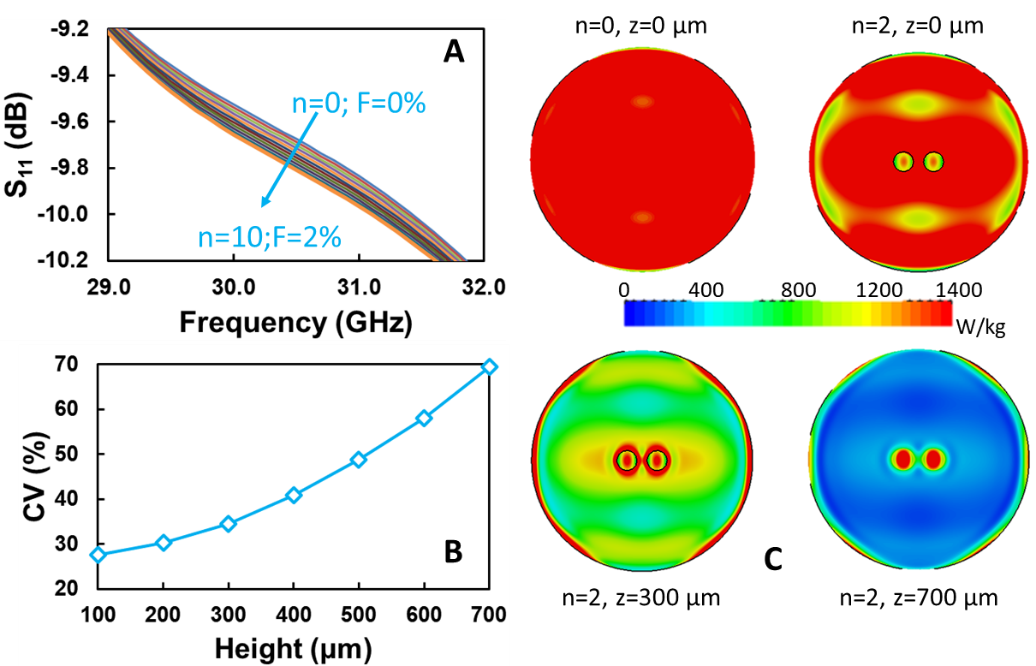 -9.2
-9.4
-9.6
-9.8
-10.0
-10.2
S11 (dB)
A
n=0; F=0%
n=10;F=2%
29.0 30.0 31.0 32.0
Frequency (GHz)
70
60
50
40
30
20
CV (%)
B
100 200 300 400 500 600 700
Height (µm)
n=0, z=0 µm
n=2, z=0 µm
0 400 800 1200 1400
W/kg
C
n=2, z=300 µm
n=2, z=700 µm